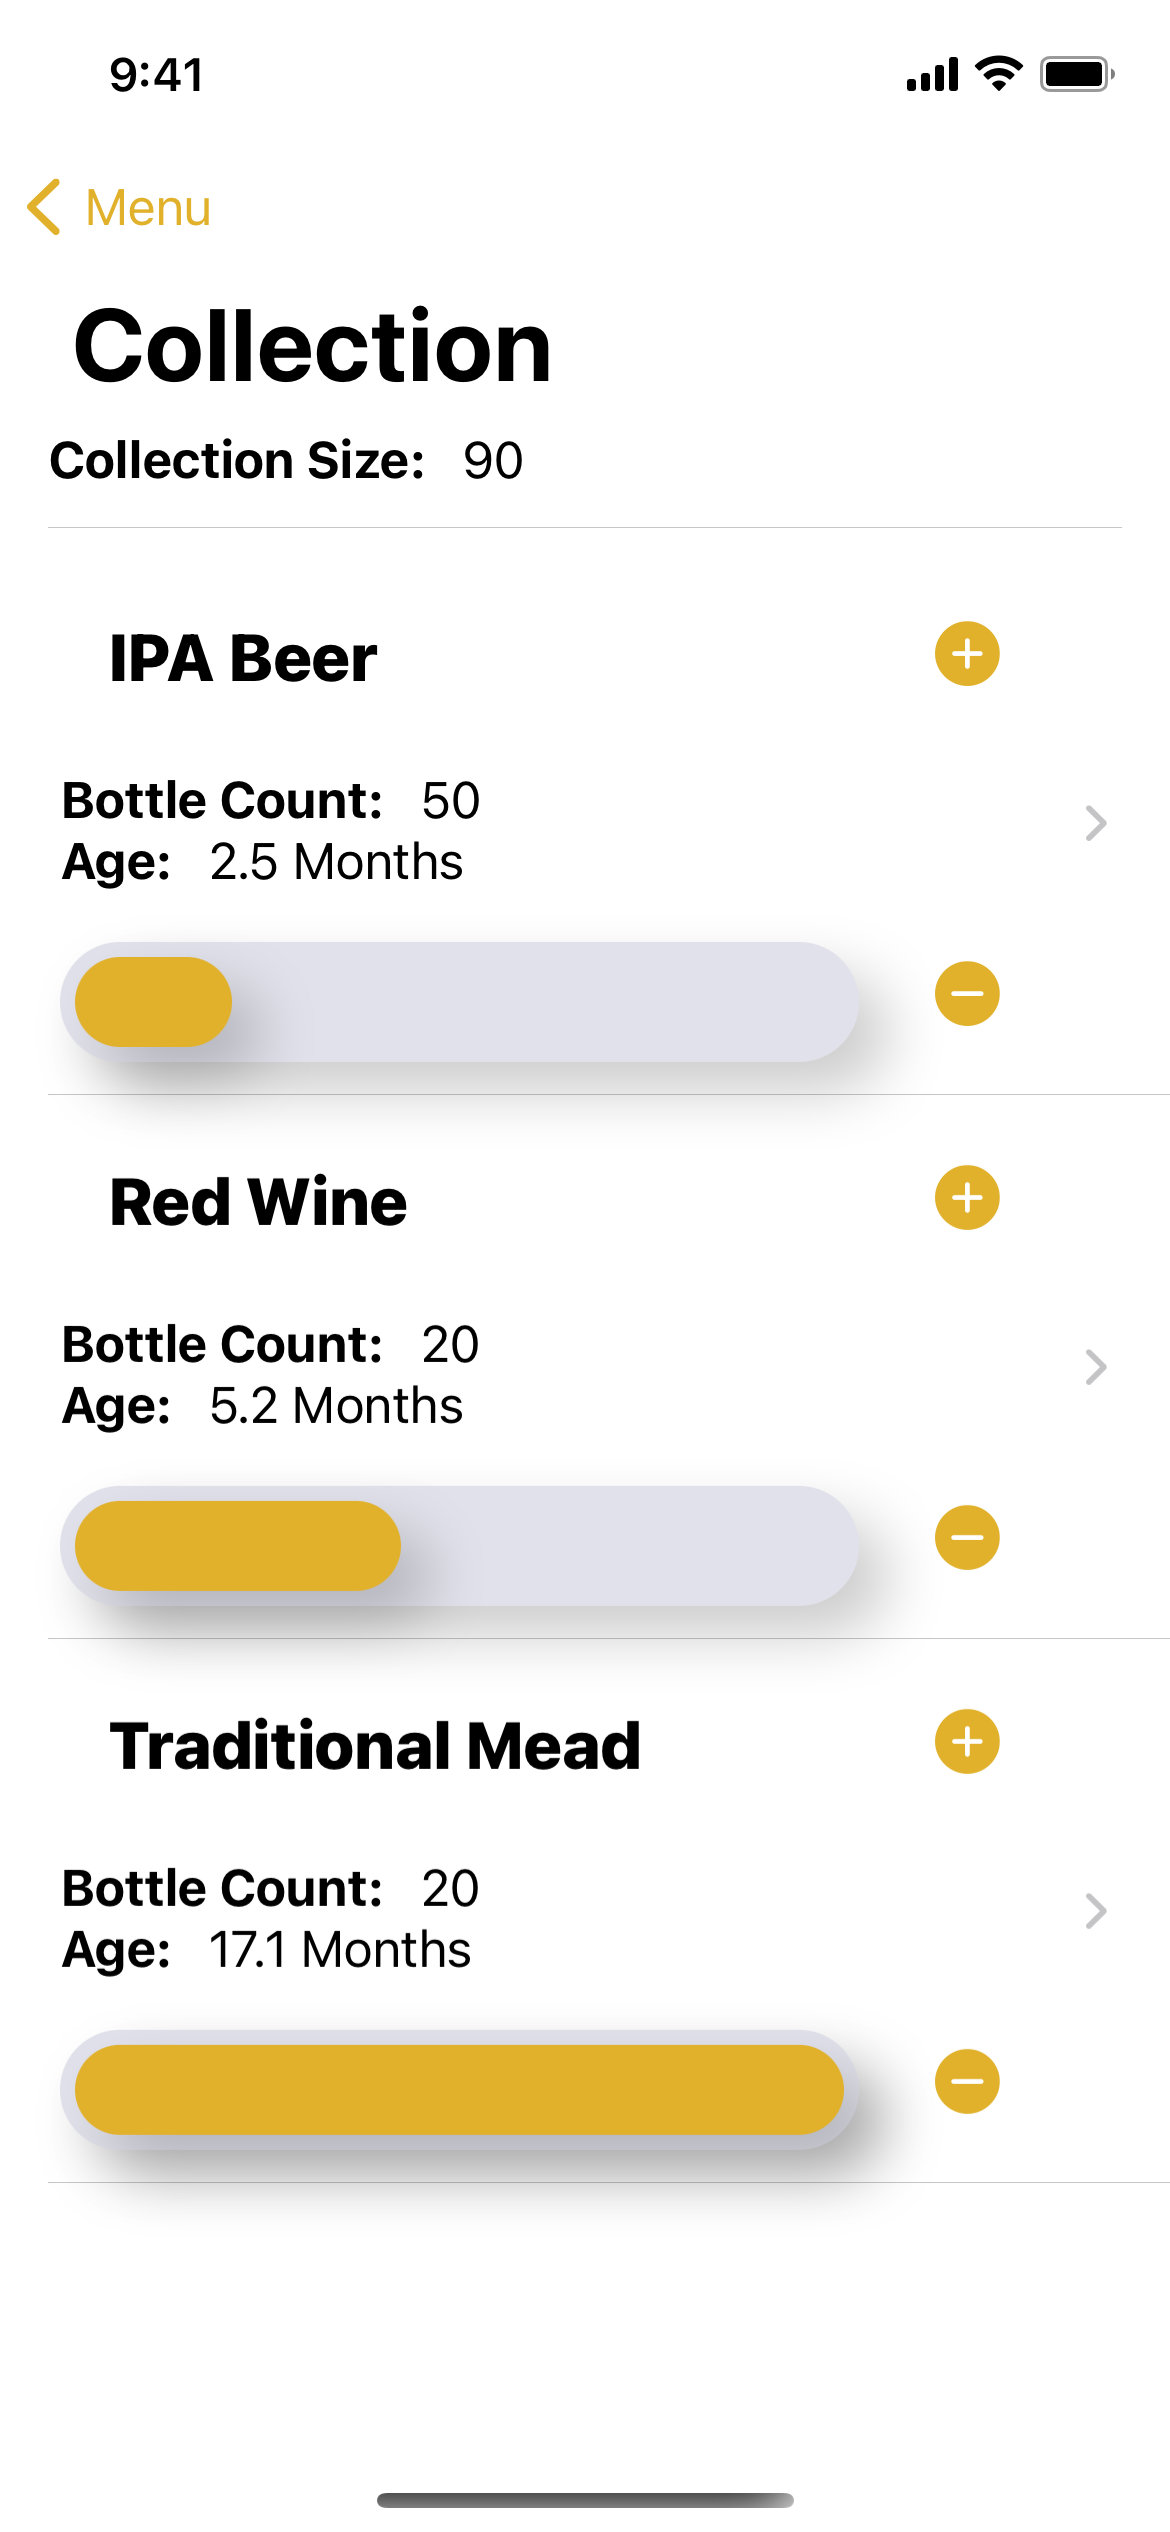 9:41
Menu
Collection
Collection Size: 90
IPA Beer
Bottle Count: 50
Age: 2.5 Months
Red Wine
Bottle Count: 20
Age: 5.2 Months
Traditional Mead
Bottle Count: 20
Age: 17.1 Months